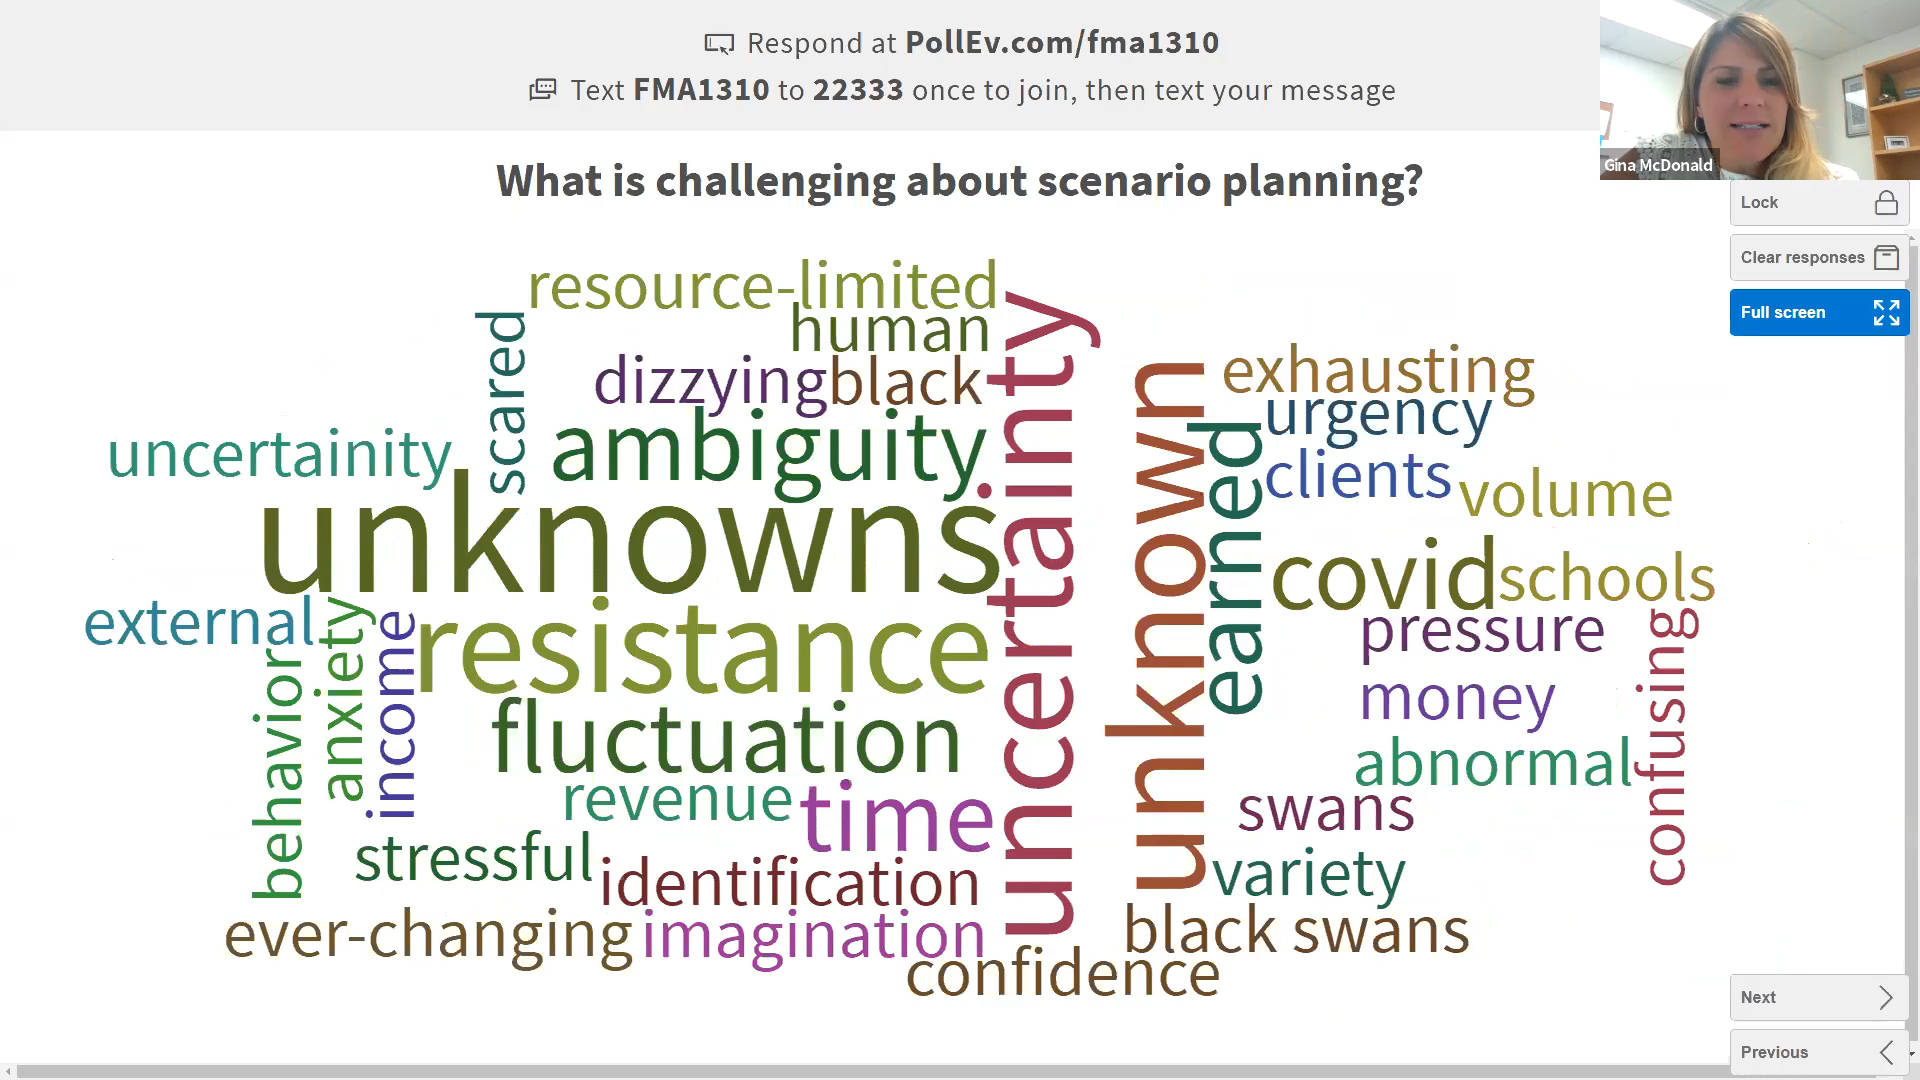 Respond at PollEv.com/fma1310
Text FMA1310 to 22333 once to join, then text your message
Gina McDonald
What is challenging about scenario planning?
Lock
Clear responses
Full screen
resource-limited
human
scared
dizzying
black
uncertainty
unknown
exhausting
urgency
uncertainity
ambiguity
earned
clients
volume
unknowns
covid
schools
external
anxiety
income
resistance
pressure
confusing
behavior
money
fluctuation
abnormal
revenue
time
swans
stressful
identification
variety
ever-changing
imagination
black swans
confidence
Next
Previous